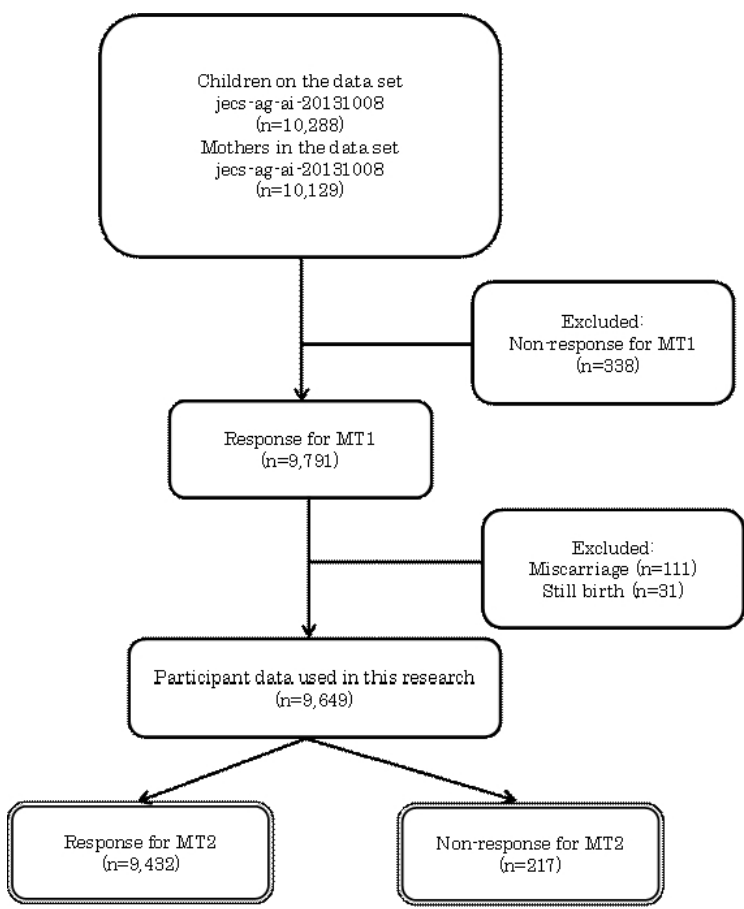 Children on the data set
jecs-ag-ai-20131008
(n=10,288)
Mothers in the data set
jecs-ag-ai-20131008
(n=10,129)
Excluded:
Non-response for MT1
(n=338)
Response for MT1
(n=9,791)
Excluded:
Miscarriage (n=111)
Still birth (n=31)
Participant data used in this research
(n=9,649)
Response for MT2
(n=9,432)
Non-response for MT2
(n=217)